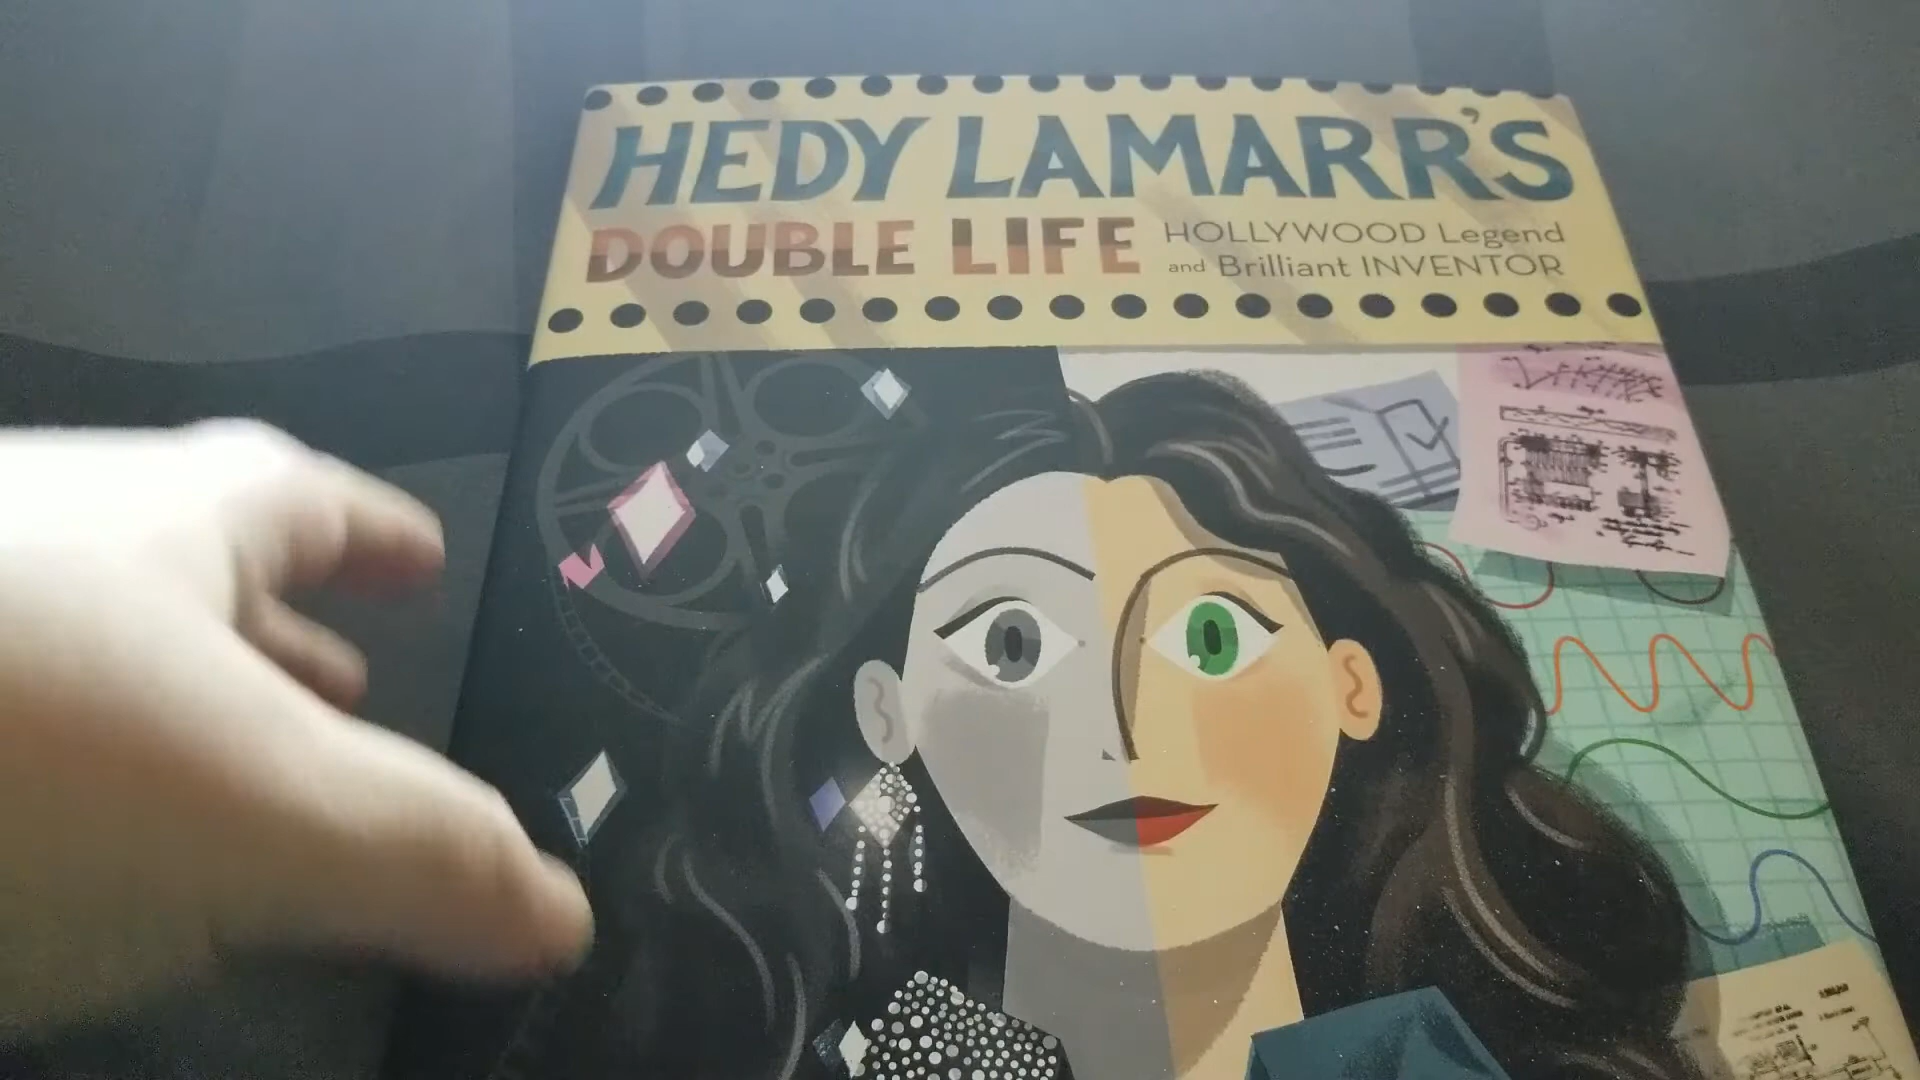 HEDY LAMARR'S
DOUBLE LIFE
HOLLYWOOD Legend
and Brilliant INVENTOR